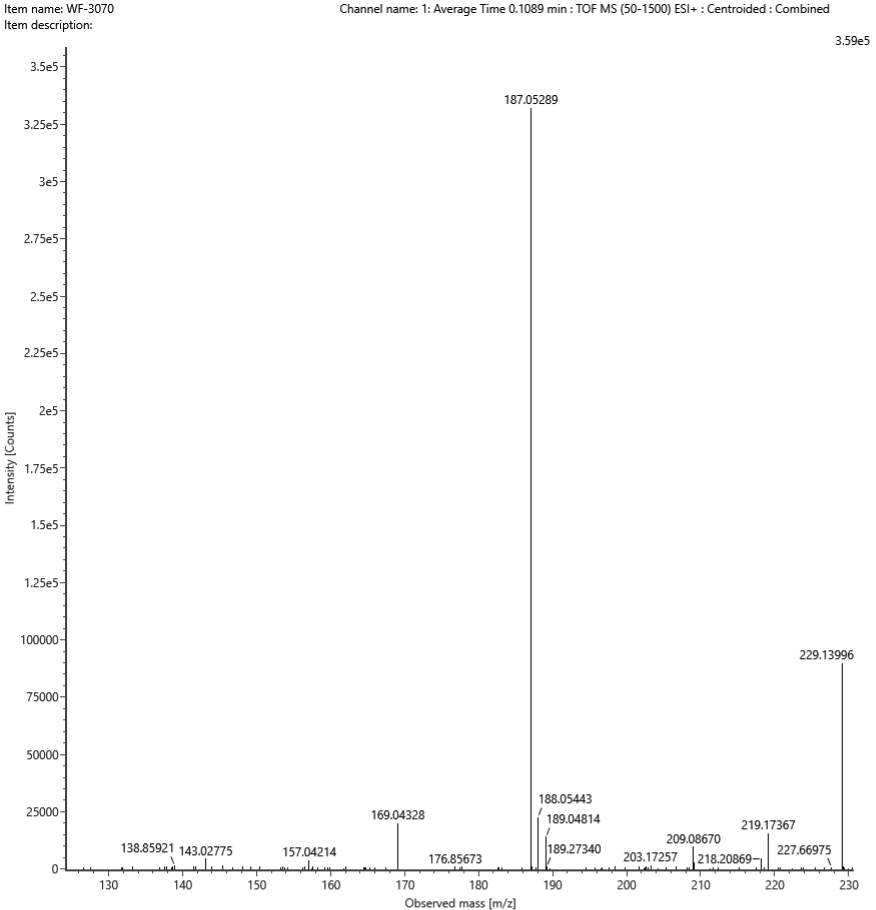 Item name: WF-3070
Channel name: 1: Average Time 0.1089 min : TOF MS (50-1500) ESI+ : Centroided : Combined
Item description:
3.59e5
3.5e5
187.05289
3.25e5
3e5
2.75e5
2.5e5
2.25e5
2e5
Intensity [Counts]
1.75e5
1.5e5
1.25e5
100000
229.13996
75000
50000
188.05443
25000
169.04328
189.04814
219.17367
209.08670
138.85921
143.02775
157.04214
176.85673
189.27340
203.17257
218.20869
227.66975
0
130
140
150
160
170
180
190
200
210
220
230
Observed mass [m/z]